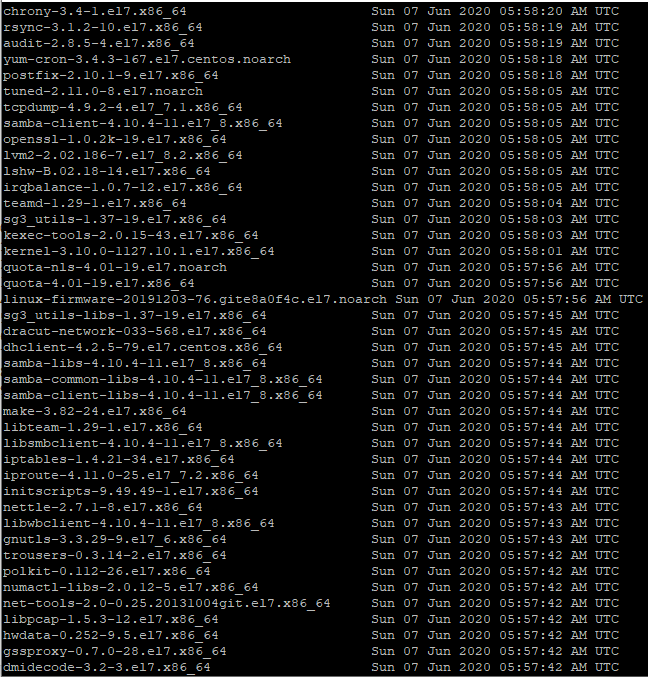 chrony-3.4-1.el7.x86_64 Sun 07 Jun 2020 05:58:20 AM UTC
rsync-3.1.2-10.el7.x86_64 Sun 07 Jun 2020 05:58:19 AM UTC
audit-2.8.5-4.el7.x86_64 Sun 07 Jun 2020 05:58:19 AM UTC
yum-cron-3.4.3-167.el7.centos.noarch Sun 07 Jun 2020 05:58:18 AM UTC
postfix-2.10.1-9.el7.x86_64 Sun 07 Jun 2020 05:58:18 AM UTC
tuned-2.11.0-8.el7.noarch Sun 07 Jun 2020 05:58:05 AM UTC
tcpdump-4.9.2-4.el7_7.1.x86_64 Sun 07 Jun 2020 05:58:05 AM UTC
samba-client-4.10.4-11.el7_8.x86_64 Sun 07 Jun 2020 05:58:05 AM UTC
openssl-1.0.2k-19.el7.x86_64 Sun 07 Jun 2020 05:58:05 AM UTC
lvm2-2.02.186-7.el7_8.2.x86_64 Sun 07 Jun 2020 05:58:05 AM UTC
lshw-B.02.18-14.el7.x86_64 Sun 07 Jun 2020 05:58:05 AM UTC
irqbalance-1.0.7-12.el7.x86_64 Sun 07 Jun 2020 05:58:05 AM UTC
teamd-1.29-1.el7.x86_64 Sun 07 Jun 2020 05:58:04 AM UTC
sg3_utils-1.37-19.el7.x86_64 Sun 07 Jun 2020 05:58:03 AM UTC
kexec-tools-2.0.15-43.el7.x86_64 Sun 07 Jun 2020 05:58:03 AM UTC
kernel-3.10.0-1127.10.1.el7.x86_64 Sun 07 Jun 2020 05:58:01 AM UTC
quota-nls-4.01-19.el7.noarch Sun 07 Jun 2020 05:57:56 AM UTC
quota-4.01-19.el7.x86_64 Sun 07 Jun 2020 05:57:56 AM UTC
linux-firmware-20191203-76.gite8a0f4c.el7.noarch Sun 07 Jun 2020 05:57:56 AM UTC
sg3_utils-libs-1.37-19.el7.x86_64 Sun 07 Jun 2020 05:57:45 AM UTC
dracut-network-033-568.el7.x86_64 Sun 07 Jun 2020 05:57:45 AM UTC
dhclient-4.2.5-79.el7.centos.x86_64 Sun 07 Jun 2020 05:57:45 AM UTC
samba-libs-4.10.4-11.el7_8.x86_64 Sun 07 Jun 2020 05:57:44 AM UTC
samba-common-libs-4.10.4-11.el7_8.x86_64 Sun 07 Jun 2020 05:57:44 AM UTC
samba-client-libs-4.10.4-11.el7_8.x86_64 Sun 07 Jun 2020 05:57:44 AM UTC
make-3.82-24.el7.x86_64 Sun 07 Jun 2020 05:57:44 AM UTC
libteam-1.29-1.el7.x86_64 Sun 07 Jun 2020 05:57:44 AM UTC
libsmbclient-4.10.4-11.el7_8.x86_64 Sun 07 Jun 2020 05:57:44 AM UTC
iptables-1.4.21-34.el7.x86_64 Sun 07 Jun 2020 05:57:44 AM UTC
iproute-4.11.0-25.el7_7.2.x86_64 Sun 07 Jun 2020 05:57:44 AM UTC
initscripts-9.49.49-1.el7.x86_64 Sun 07 Jun 2020 05:57:44 AM UTC
nettle-2.7.1-8.el7.x86_64 Sun 07 Jun 2020 05:57:43 AM UTC
libwbclient-4.10.4-11.el7_8.x86_64 Sun 07 Jun 2020 05:57:43 AM UTC
gnutls-3.3.29-9.el7_6.x86_64 Sun 07 Jun 2020 05:57:43 AM UTC
trousers-0.3.14-2.el7.x86_64 Sun 07 Jun 2020 05:57:42 AM UTC
polkit-0.112-26.el7.x86_64 Sun 07 Jun 2020 05:57:42 AM UTC
numactl-libs-2.0.12-5.el7.x86_64 Sun 07 Jun 2020 05:57:42 AM UTC
net-tools-2.0-0.25.20131004git.el7.x86_64 Sun 07 Jun 2020 05:57:42 AM UTC
libpcap-1.5.3-12.el7.x86_64 Sun 07 Jun 2020 05:57:42 AM UTC
hwdata-0.252-9.5.el7.x86_64 Sun 07 Jun 2020 05:57:42 AM UTC
gssproxy-0.7.0-28.el7.x86_64 Sun 07 Jun 2020 05:57:42 AM UTC
dmidecode-3.2-3.el7.x86_64 Sun 07 Jun 2020 05:57:42 AM UTC